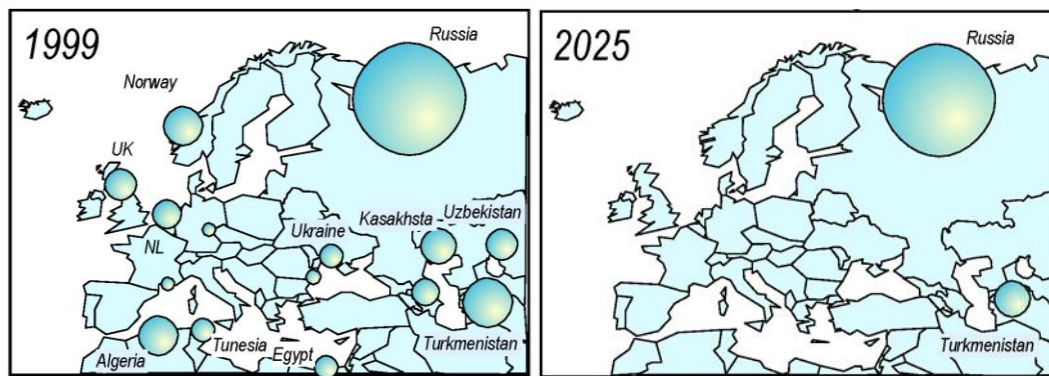 1999
Russia
Norway
UK
NL
Ukraine
Kasakhsta
Uzbekistan
Algeria
Tunesia
Egypt
Turkmenistan
2025
Russia
Turkmenistan